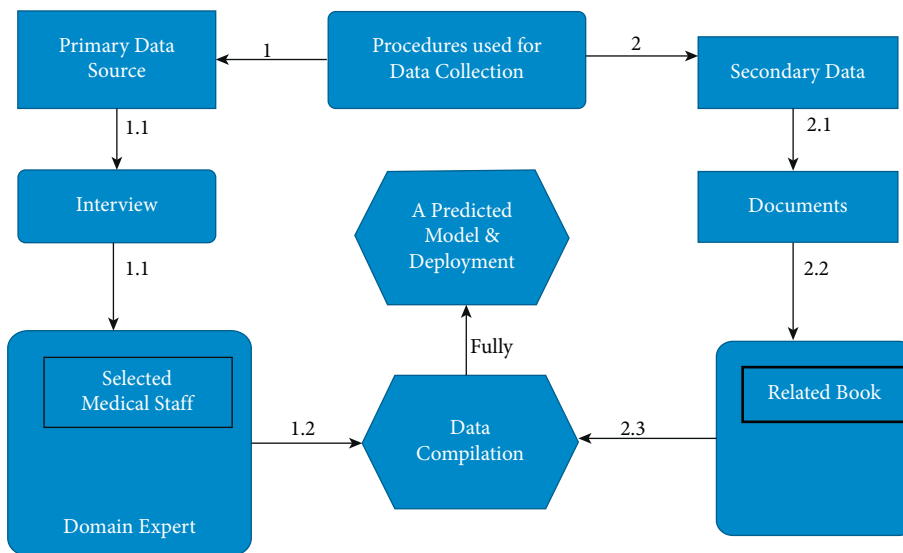 Primary Data
Source
1
Procedures used for
Data Collection
2
Secondary Data
1.1
2.1
Interview
A Predicted
Model &
Deployment
Documents
1.1
2.2
Fully
Selected
Medical Staff
Related Book
1.2
Data
Compilation
2.3
Domain Expert